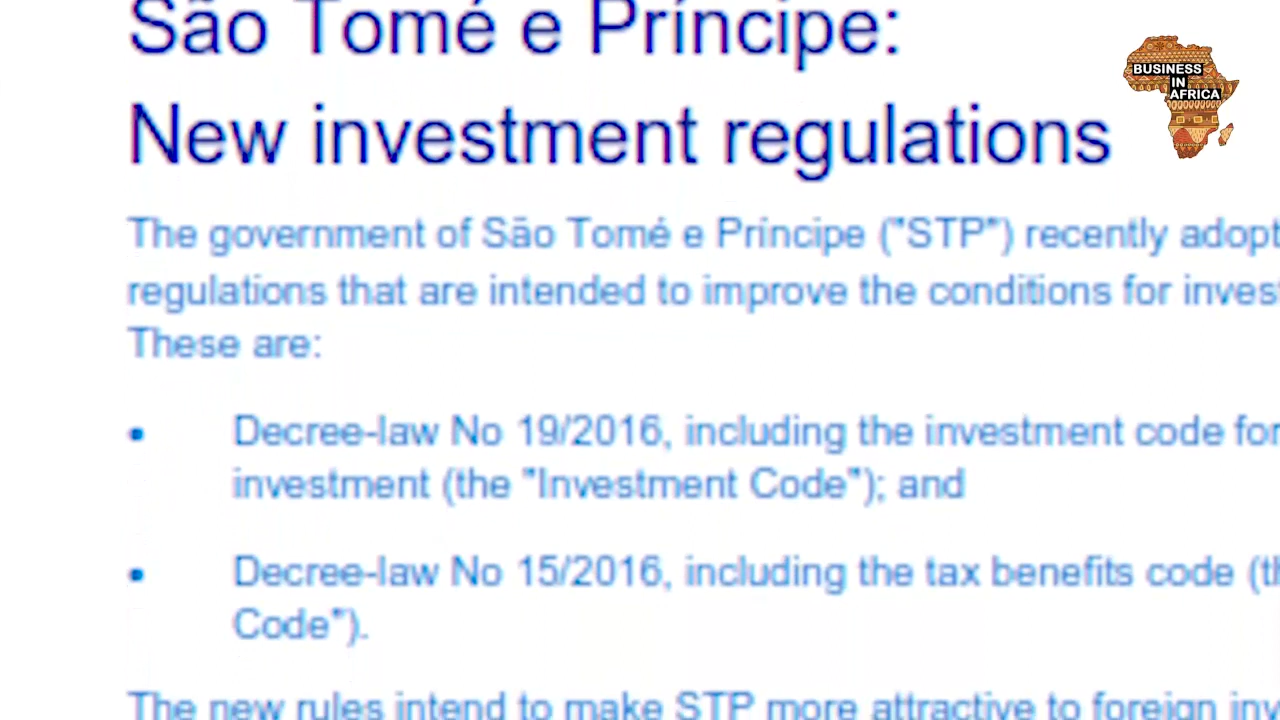 São Tomé e Príncipe:
New investment regulations
BUSINESS
IN
AFRICA
The government of São Tomé e Príncipe ("STP") recently adopt
regulations that are intended to improve the conditions for invest
These are:
• Decree-law No 19/2016, including the investment code for
investment (the "Investment Code"); and
• Decree-law No 15/2016, including the tax benefits code (th
Code").
The new rules intend to make STP more attractive to foreign inv